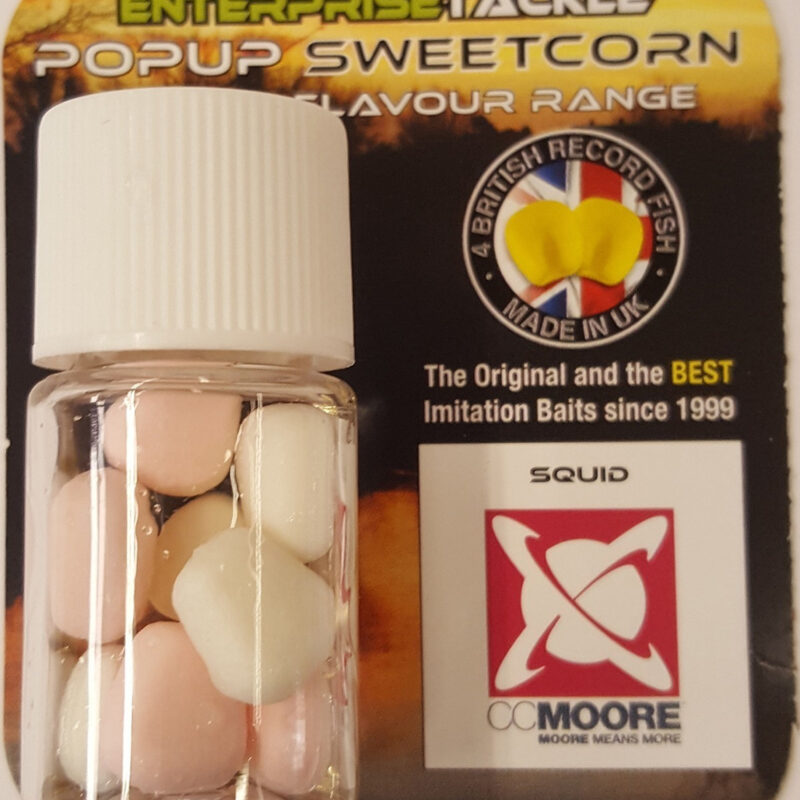 ENTERPRISE TACKLE
POPUP SWEETCORN
FLAVOUR RANGE
4 BRITISH RECORD FISH
• MADE IN UK •
The Original and the BEST
Imitation Baits since 1999
SQUID
CCMOORE
MOORE MEANS MORE